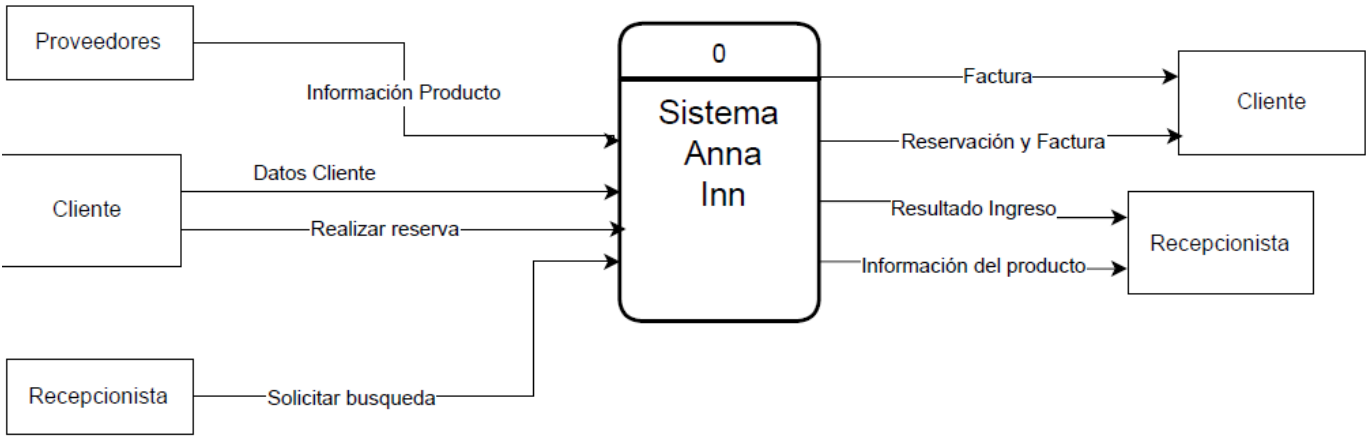 Proveedores
Información Producto
Datos Cliente
Cliente
Realizar reserva
Recepcionista
Solicitar busqueda
0
Sistema
Anna
Inn
Factura
Reservación y Factura
Cliente
Resultado Ingreso
Información del producto
Recepcionista